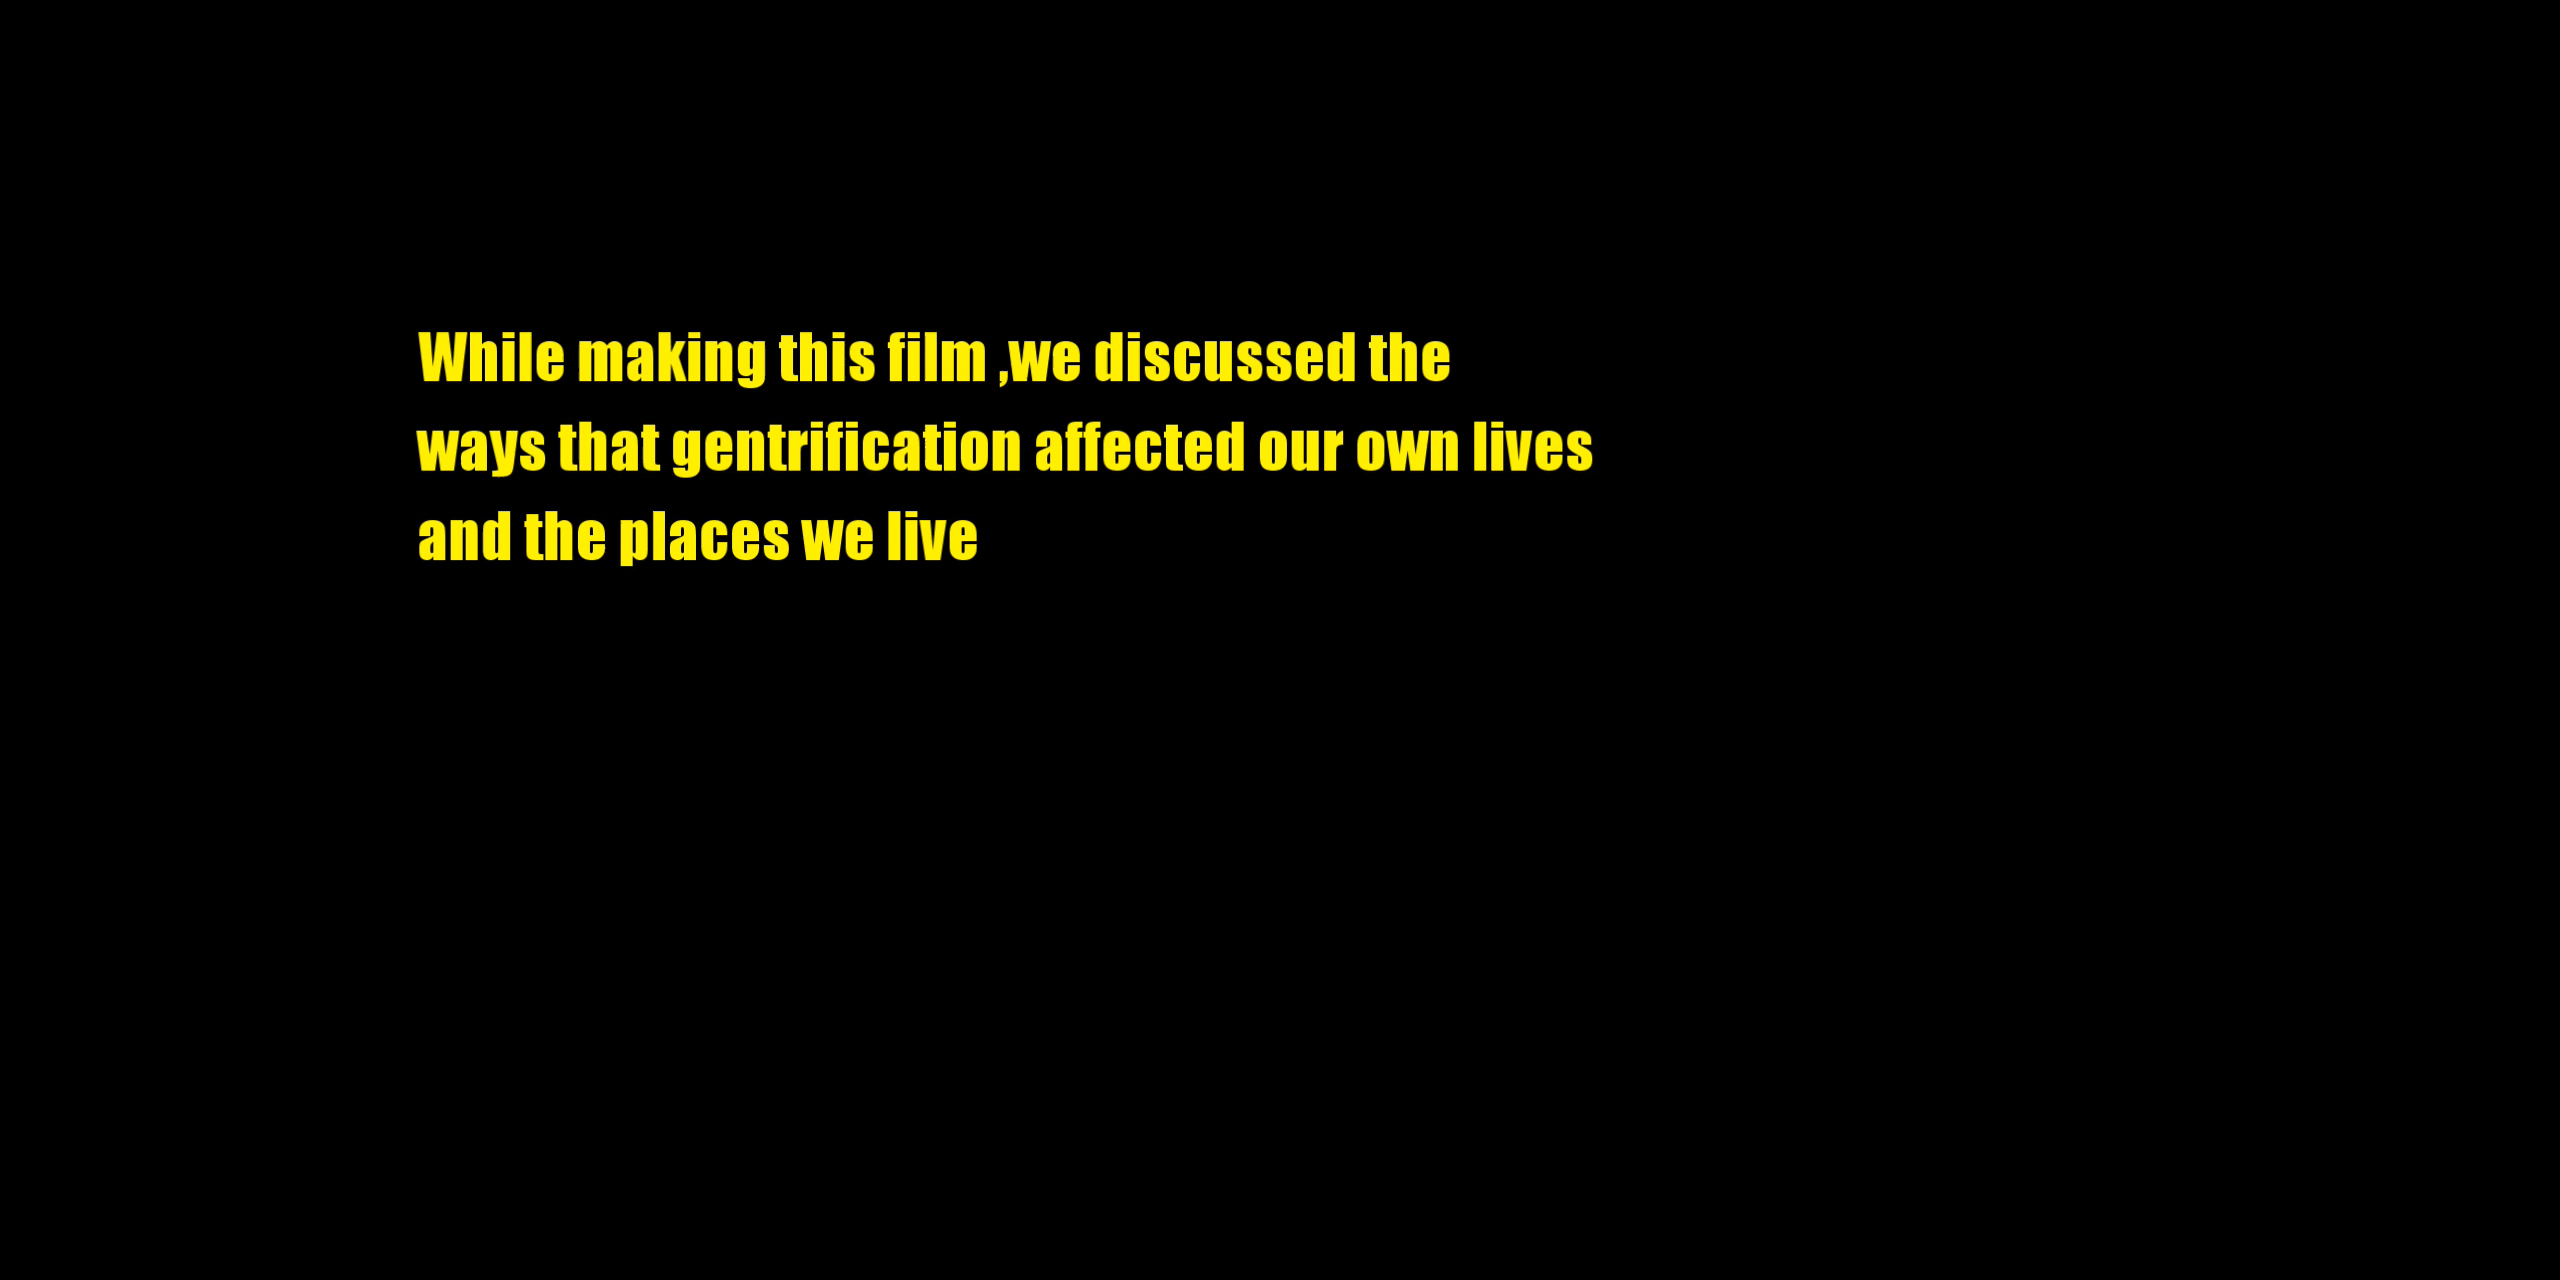 While making this film ,we discussed the
ways that gentrification affected our own lives
and the places we live